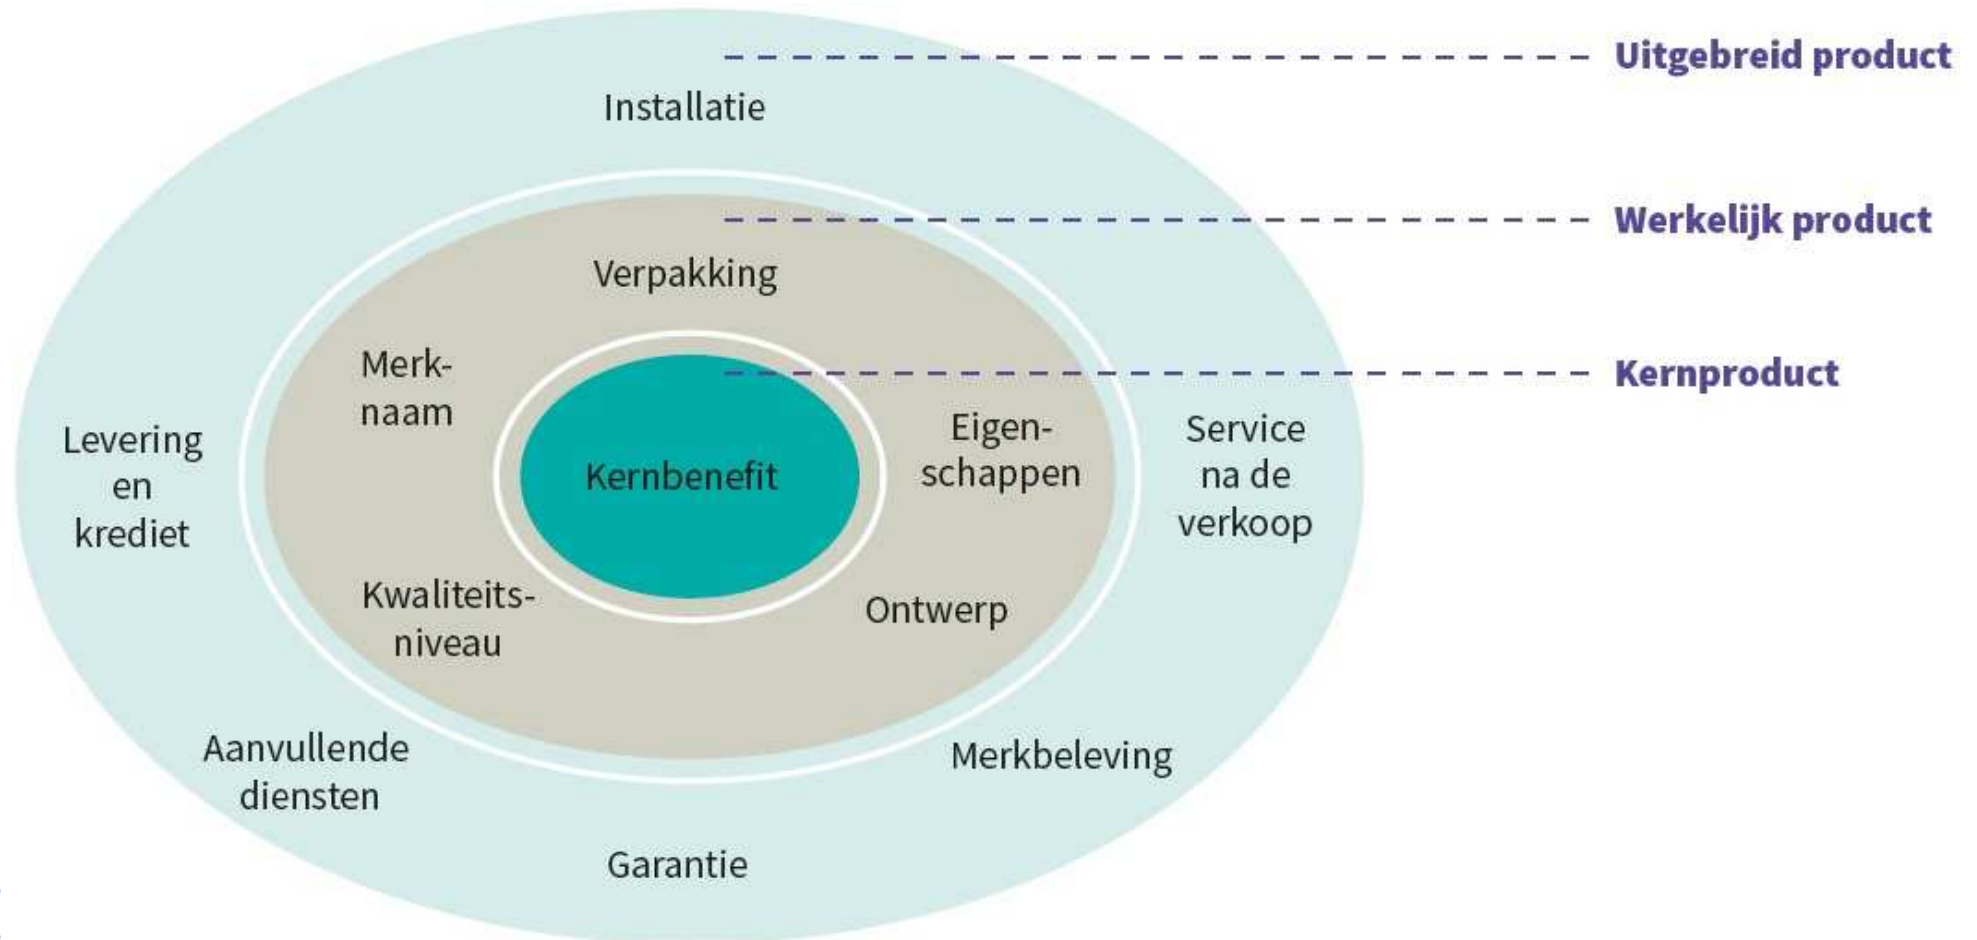 Uitgebreid product
Installatie
Werkelijk product
Verpakking
Merk-
naam
Kernproduct
Eigen-
schappen
Service
na de
verkoop
Levering
en
krediet
Kernbenefit
Kwaliteits-
niveau
Ontwerp
Aanvullende
diensten
Merkbeleving
Garantie